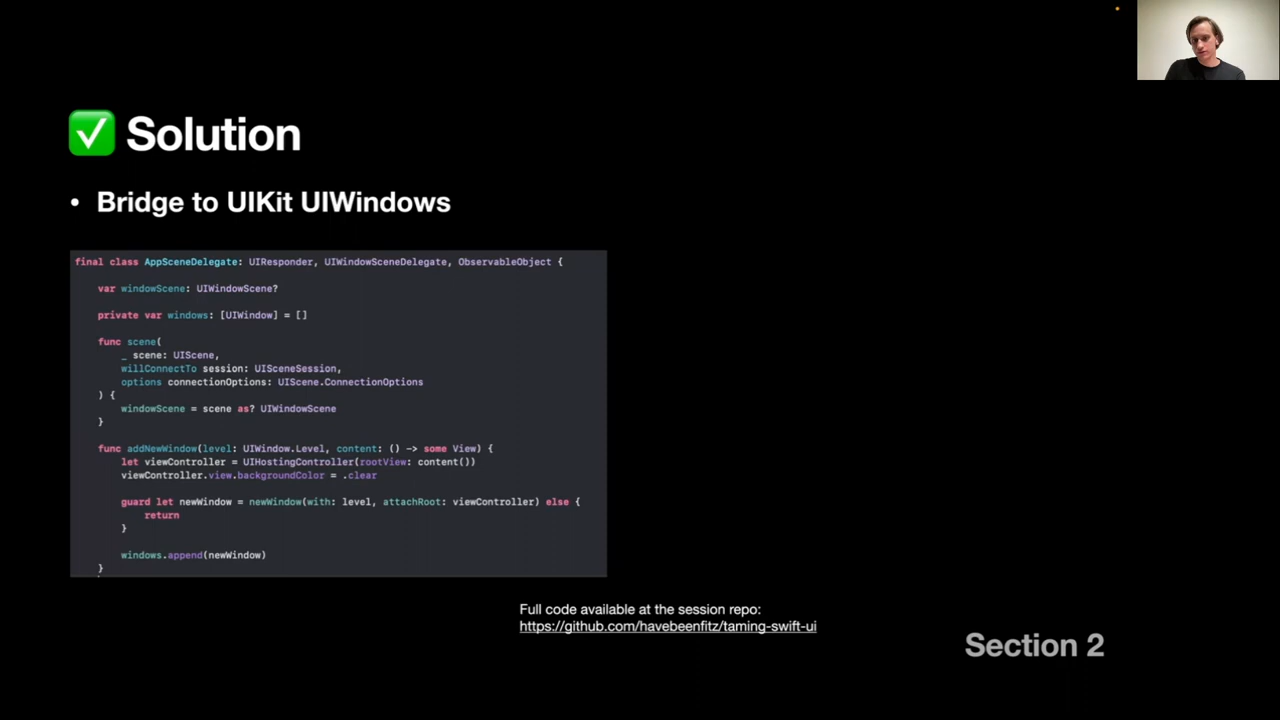 ✅ Solution
• Bridge to UIKit UIWindows
final class AppSceneDelegate: UIResponder, UIWindowSceneDelegate, ObservableObject {
var windowScene: UIWindowScene?
private var windows: [UIWindow] = []
func scene(
_ scene: UIScene,
willConnectTo session: UISceneSession,
options connectionOptions: UIScene.ConnectionOptions
) {
windowScene = scene as? UIWindowScene
}
func addNewWindow(level: UIWindow.Level, content: () -> some View) {
let viewController = UIHostingController(rootView: content())
viewController.view.backgroundColor = .clear
guard let newWindow = newWindow(with: level, attachRoot: viewController) else {
return
}
windows.append(newWindow)
}
Full code available at the session repo:
https://github.com/havebeenfitz/taming-swift-ui
Section 2